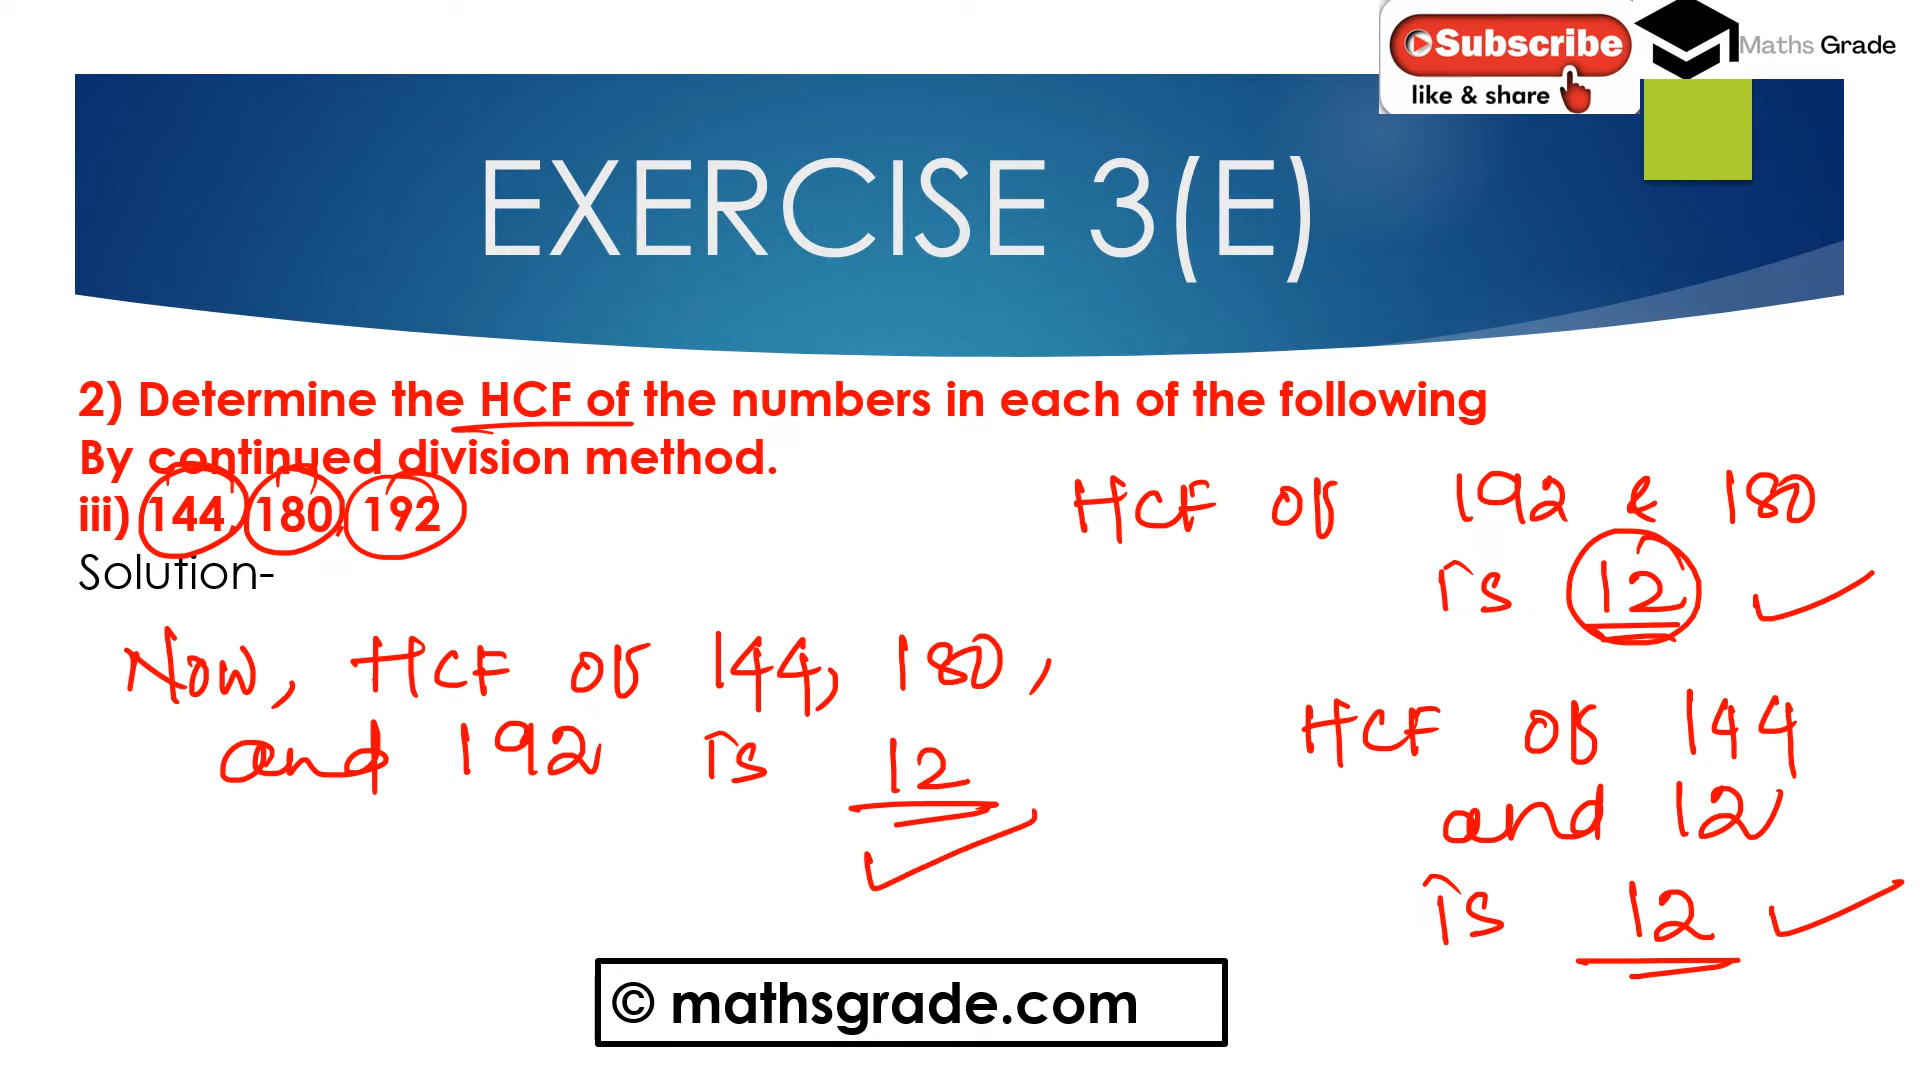 Subscribe
like & share
Maths Grade
EXERCISE 3(E)
2) Determine the HCF of the numbers in each of the following
By continued division method.
iii) 144, 180, 192
Solution-
HCF of 192 & 180
is 12
Now, HCF of 144, 180,
and 192 is 12
HCF of 144
and 12
is 12
© mathsgrade.com